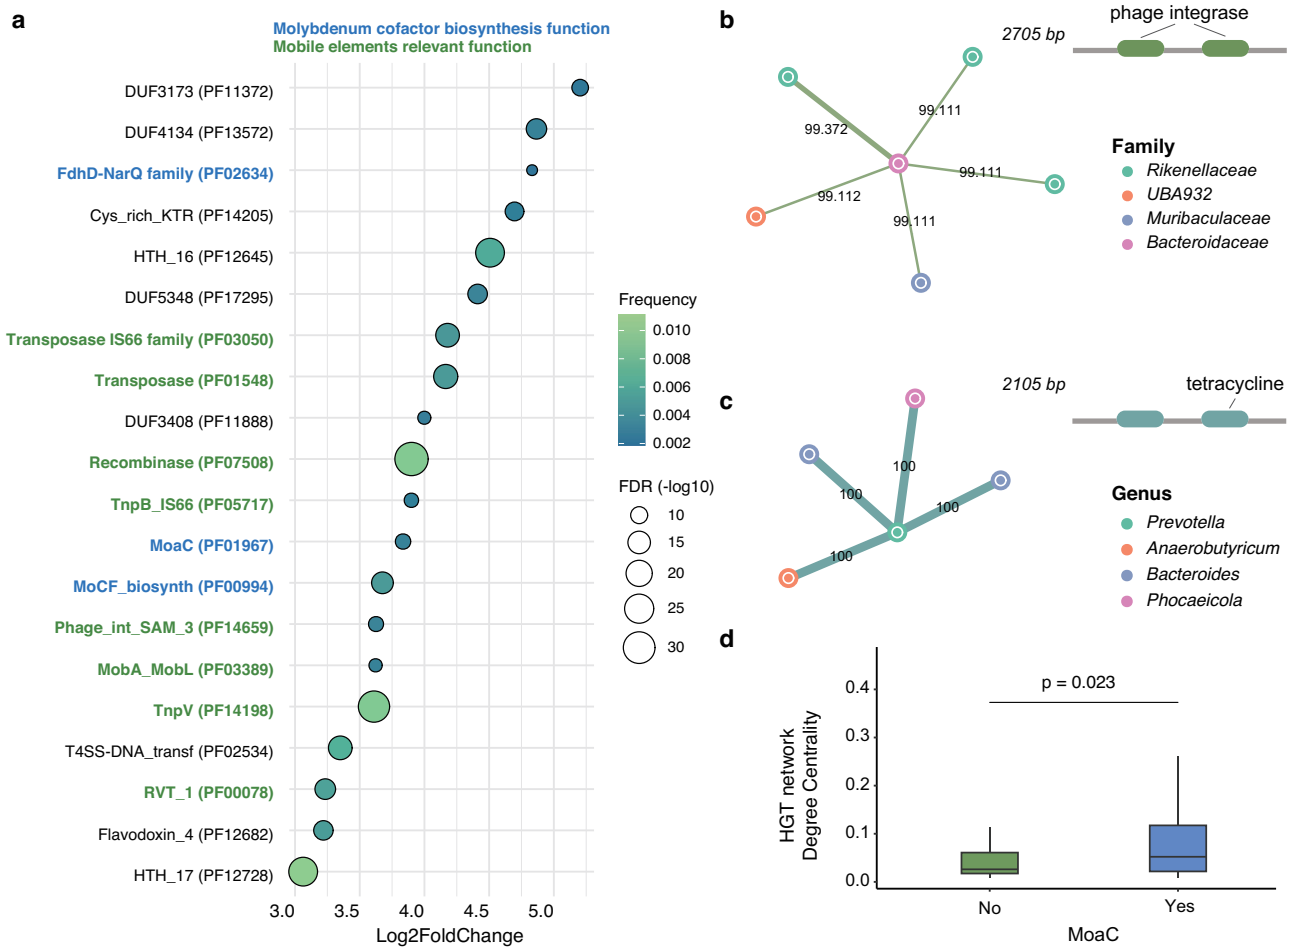 a
Molybdenum cofactor biosynthesis function
Mobile elements relevant function
DUF3173 (PF11372)
DUF4134 (PF13572)
FdhD-NarQ family (PF02634)
Cys_rich_KTR (PF14205)
HTH_16 (PF12645)
DUF5348 (PF17295)
Transposase IS66 family (PF03050)
Transposase (PF01548)
DUF3408 (PF11888)
Recombinase (PF07508)
TnpB_IS66 (PF05717)
MoaC (PF01967)
MoCF_biosynth (PF00994)
Phage_int_SAM_3 (PF14659)
MobA_MobL (PF03389)
TnpV (PF14198)
T4SS-DNA_transf (PF02534)
RVT_1 (PF00078)
Flavodoxin_4 (PF12682)
HTH_17 (PF12728)
3.0 3.5 4.0 4.5 5.0
Log2FoldChange
Frequency
0.010
0.008
0.006
0.004
0.002
FDR (-log10)
10
15
20
25
30
b
2705 bp
phage integrase
99.372
99.111
99.111
99.112
99.111
Family
Rikenellaceae
UBA932
Muribaculaceae
Bacteroidaceae
c
2105 bp
tetracycline
100
100
100
100
Genus
Prevotella
Anaerobutyricum
Bacteroides
Phocaeicola
d
HGT network
Degree Centrality
0.4
0.3
0.2
0.1
0.0
p = 0.023
No Yes
MoaC